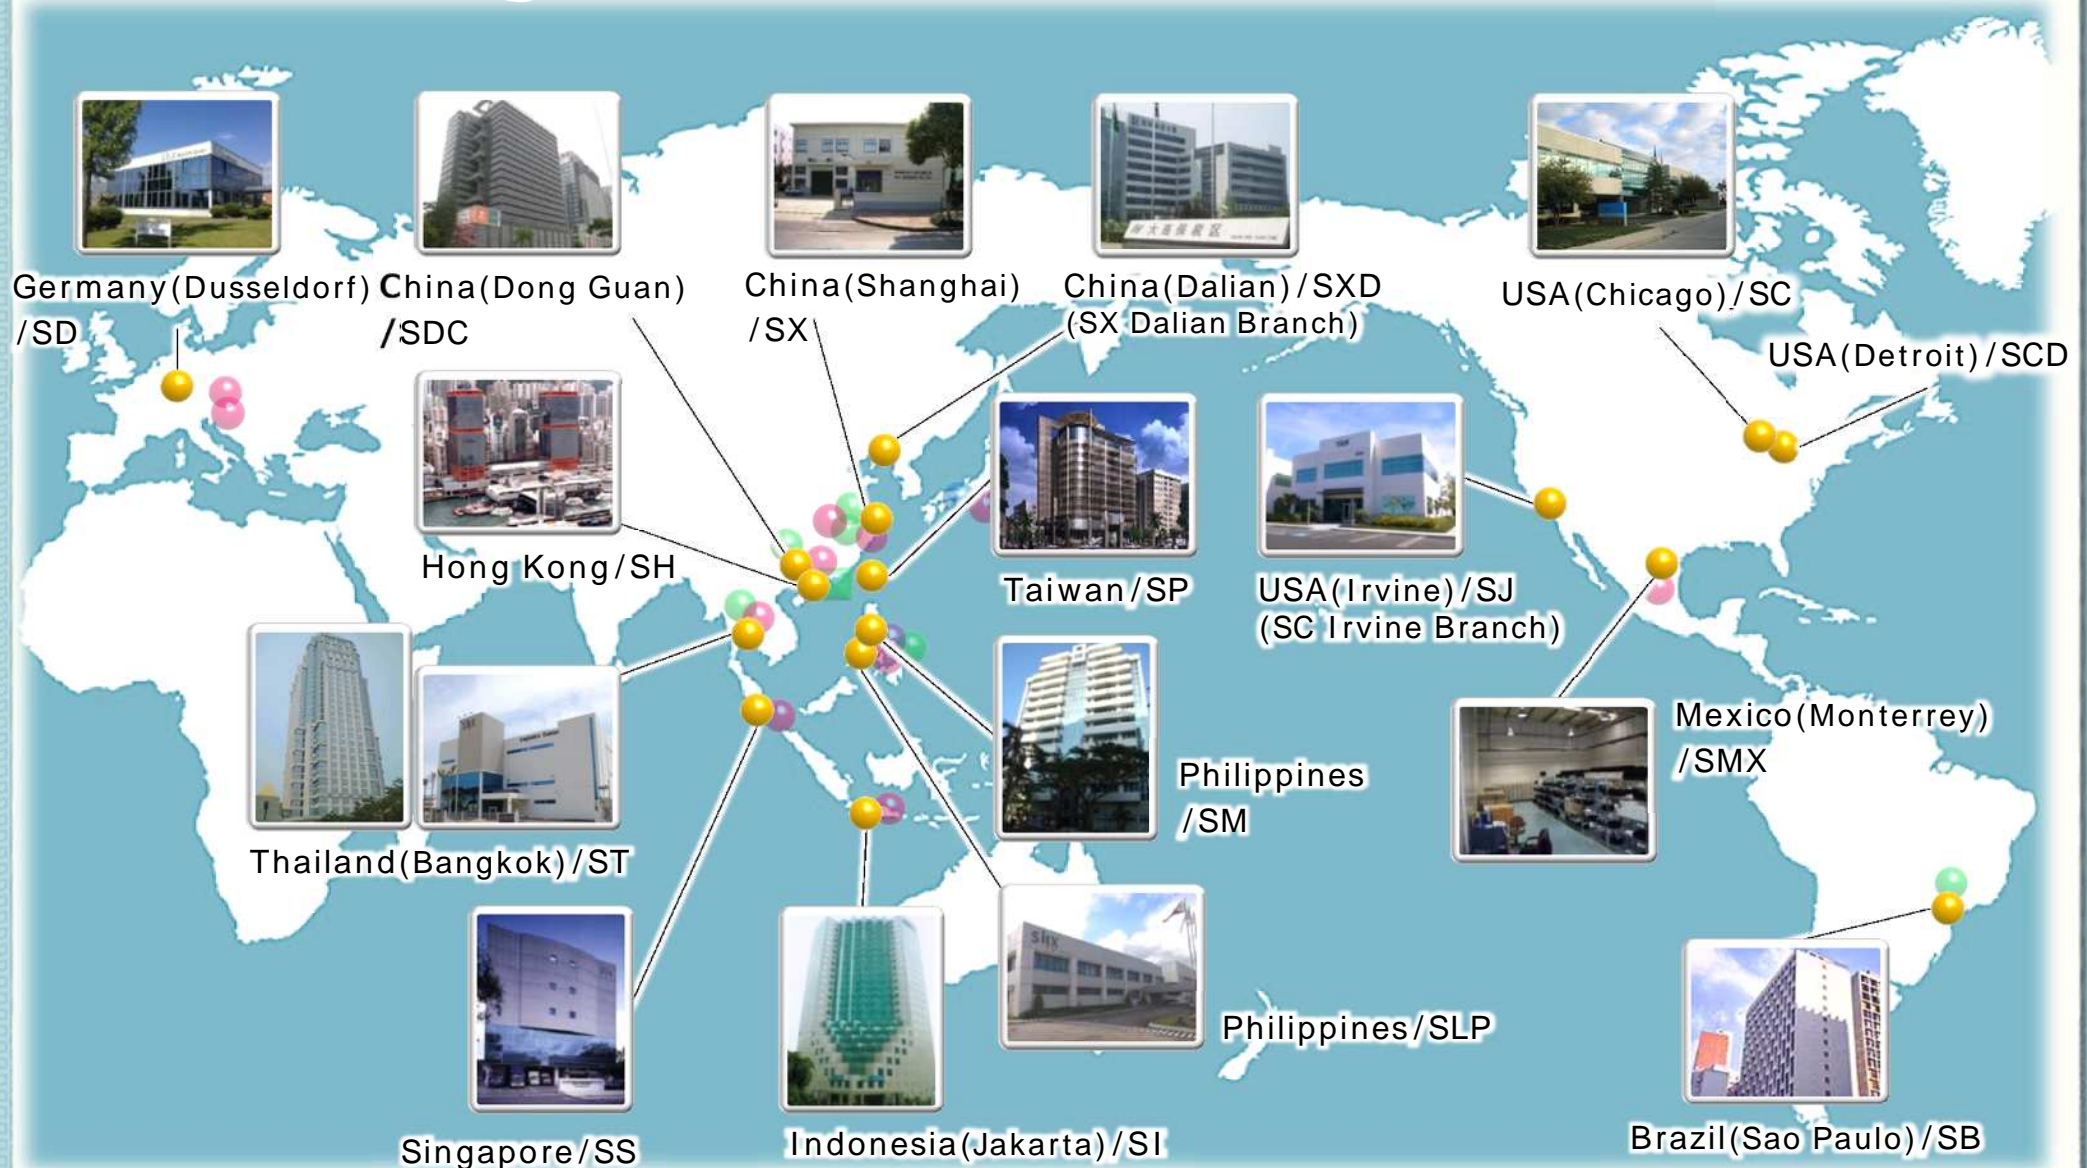 Germany(Dusseldorf)
/SD
China(Dong Guan)
/SDC
China(Shanghai)
/SX
China(Dalian)/SXD
(SX Dalian Branch)
USA(Chicago)/SC
USA(Detroit)/SCD
Hong Kong/SH
Taiwan/SP
USA(Irvine)/SJ
(SC Irvine Branch)
Thailand(Bangkok)/ST
Philippines
/SM
Mexico(Monterrey)
/SMX
SIIX
Philippines/SLP
Singapore/SS
Indonesia(Jakarta)/SI
Brazil(Sao Paulo)/SB